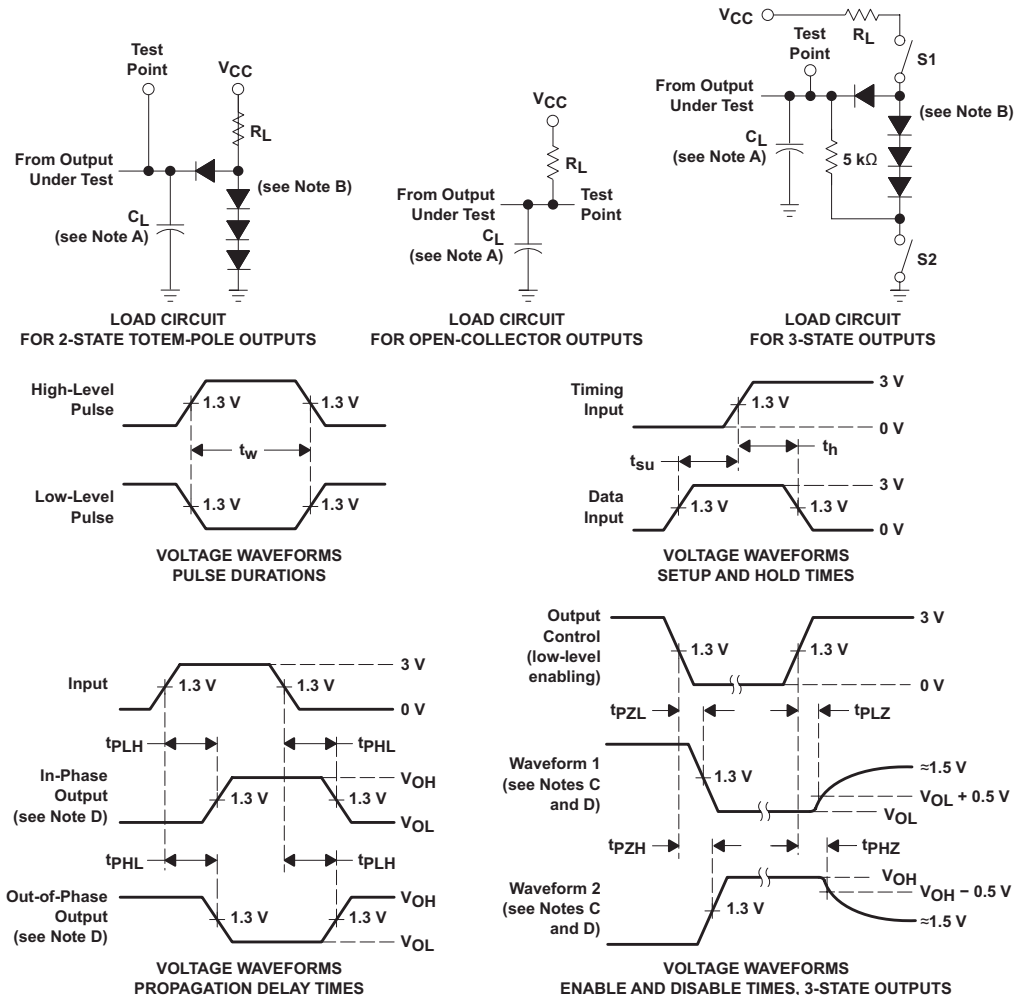 Test
Point
VCC
RL
From Output
Under Test
(see Note B)
CL
(see Note A)
LOAD CIRCUIT
FOR 2-STATE TOTEM-POLE OUTPUTS
VCC
RL
From Output
Under Test
Test
Point
CL
(see Note A)
LOAD CIRCUIT
FOR OPEN-COLLECTOR OUTPUTS
VCC
RL
Test
Point
S1
From Output
Under Test
(see Note B)
CL
(see Note A)
5 kΩ
S2
LOAD CIRCUIT
FOR 3-STATE OUTPUTS
High-Level
Pulse
1.3 V
1.3 V
tw
Low-Level
Pulse
1.3 V
1.3 V
VOLTAGE WAVEFORMS
PULSE DURATIONS
Timing
Input
1.3 V
3 V
0 V
tsu
th
Data
Input
1.3 V
1.3 V
3 V
0 V
VOLTAGE WAVEFORMS
SETUP AND HOLD TIMES
Input
1.3 V
1.3 V
3 V
0 V
tPLH
tPHL
In-Phase
Output
(see Note D)
1.3 V
1.3 V
VOH
VOL
tPHL
tPLH
Out-of-Phase
Output
(see Note D)
1.3 V
1.3 V
VOH
VOL
VOLTAGE WAVEFORMS
PROPAGATION DELAY TIMES
Output
Control
(low-level
enabling)
1.3 V
1.3 V
3 V
0 V
tPZL
tPLZ
Waveform 1
(see Notes C
and D)
1.3 V
≈1.5 V
VOL + 0.5 V
VOL
tPZH
tPHZ
Waveform 2
(see Notes C
and D)
1.3 V
VOH
VOH − 0.5 V
≈1.5 V
VOLTAGE WAVEFORMS
ENABLE AND DISABLE TIMES, 3-STATE OUTPUTS